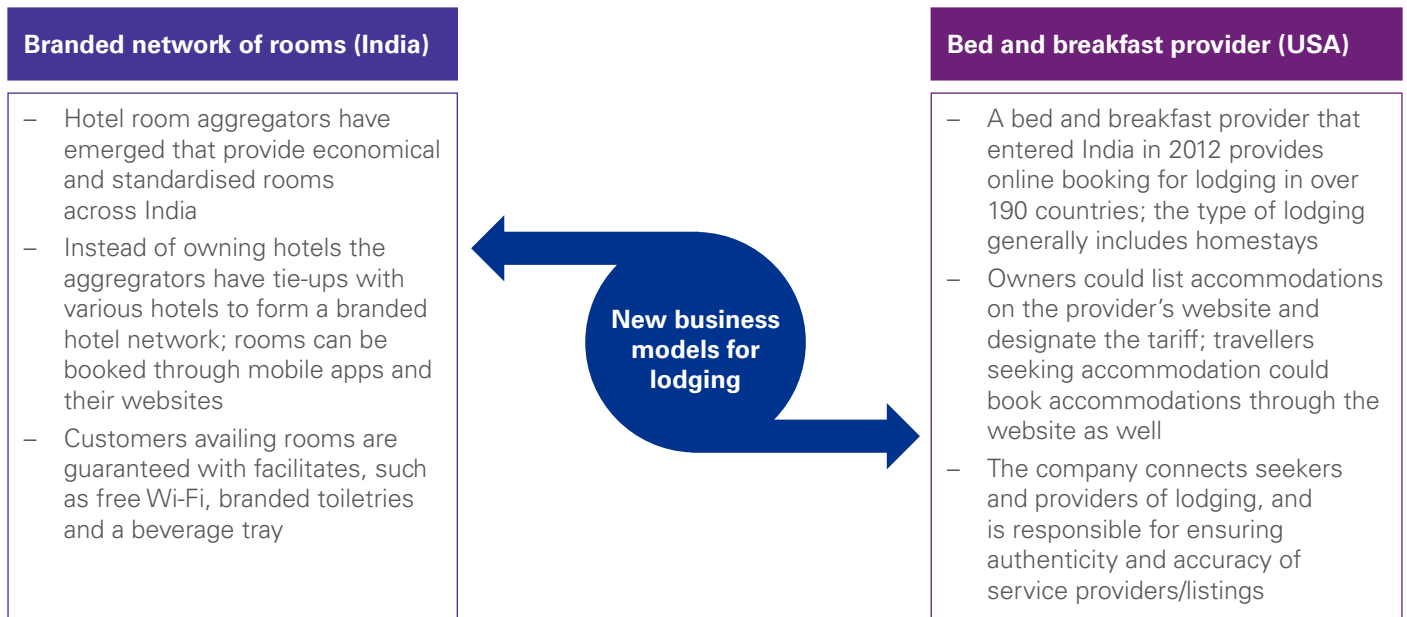 Branded network of rooms (India)
– Hotel room aggregators have
emerged that provide economical
and standardised rooms
across India
– Instead of owning hotels the
aggregrators have tie-ups with
various hotels to form a branded
hotel network; rooms can be
booked through mobile apps and
their websites
– Customers availing rooms are
guaranteed with facilitates, such
as free Wi-Fi, branded toiletries
and a beverage tray
New business
models for
lodging
Bed and breakfast provider (USA)
– A bed and breakfast provider that
entered India in 2012 provides
online booking for lodging in over
190 countries; the type of lodging
generally includes homestays
– Owners could list accommodations
on the provider’s website and
designate the tariff; travellers
seeking accommodation could
book accommodations through the
website as well
– The company connects seekers
and providers of lodging, and
is responsible for ensuring
authenticity and accuracy of
service providers/listings